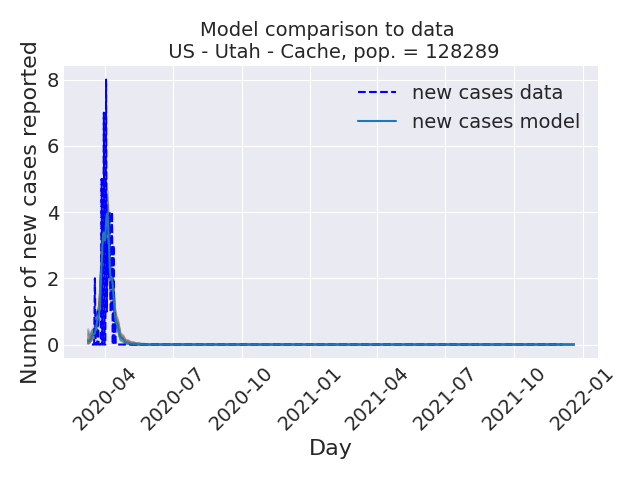 Model comparison to data
US - Utah - Cache, pop. = 128289
new cases data
new cases model
Number of new cases reported
8
6
4
2
0
2020-04
2020-07
2020-10
2021-01
2021-04
2021-07
2021-10
2022-01
Day